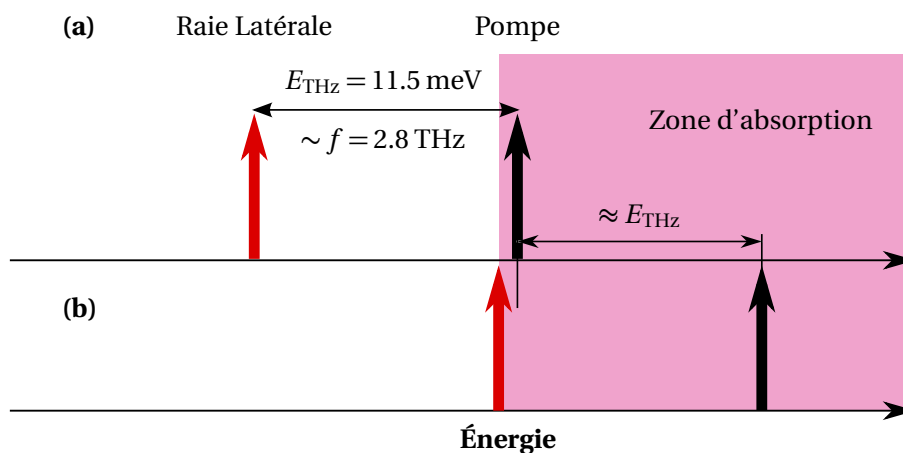 (a)
Raie Latérale
Pompe
E_THz = 11.5 meV
∼ f = 2.8 THz
Zone d'absorption
≈ E_THz
(b)
Énergie